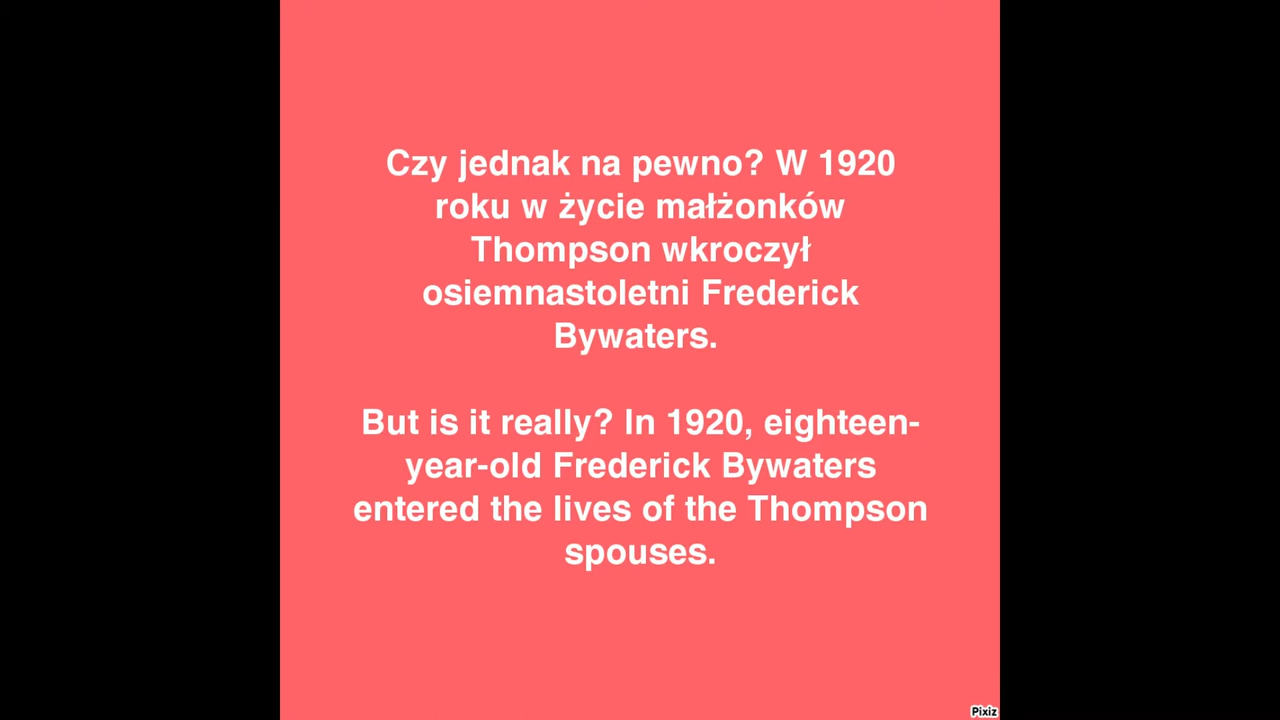 Czy jednak na pewno? W 1920
roku w życie małżonków
Thompson wkroczył
osiemnastoletni Frederick
Bywaters.
But is it really? In 1920, eighteen-
year-old Frederick Bywaters
entered the lives of the Thompson
spouses.
Pixiz